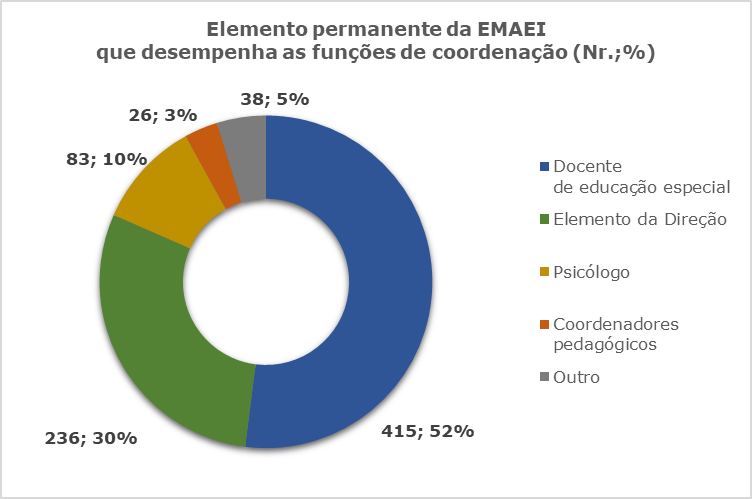 Elemento permanente da EMAEI
que desempenha as funções de coordenação (Nr.;%)
38; 5%
26; 3%
83; 10%
236; 30%
415; 52%
Docente
de educação especial
Elemento da Direção
Psicólogo
Coordenadores
pedagógicos
Outro